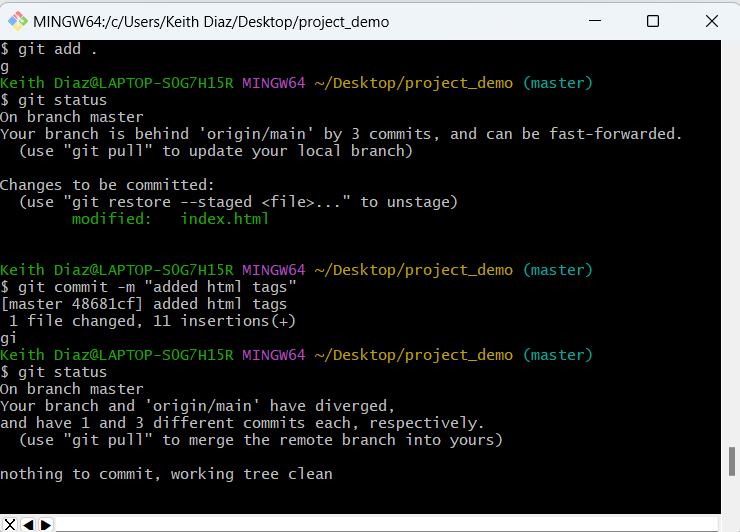 MINGW64:/c/Users/Keith Diaz/Desktop/project_demo
$ git add .
g
Keith Diaz@LAPTOP-SOG7H15R MINGW64 ~/Desktop/project_demo (master)
$ git status
On branch master
Your branch is behind 'origin/main' by 3 commits, and can be fast-forwarded.
  (use "git pull" to update your local branch)

Changes to be committed:
  (use "git restore --staged <file>..." to unstage)
        modified:   index.html


Keith Diaz@LAPTOP-SOG7H15R MINGW64 ~/Desktop/project_demo (master)
$ git commit -m "added html tags"
[master 48681cf] added html tags
 1 file changed, 11 insertions(+)
gi
Keith Diaz@LAPTOP-SOG7H15R MINGW64 ~/Desktop/project_demo (master)
$ git status
On branch master
Your branch and 'origin/main' have diverged,
and have 1 and 3 different commits each, respectively.
  (use "git pull" to merge the remote branch into yours)

nothing to commit, working tree clean